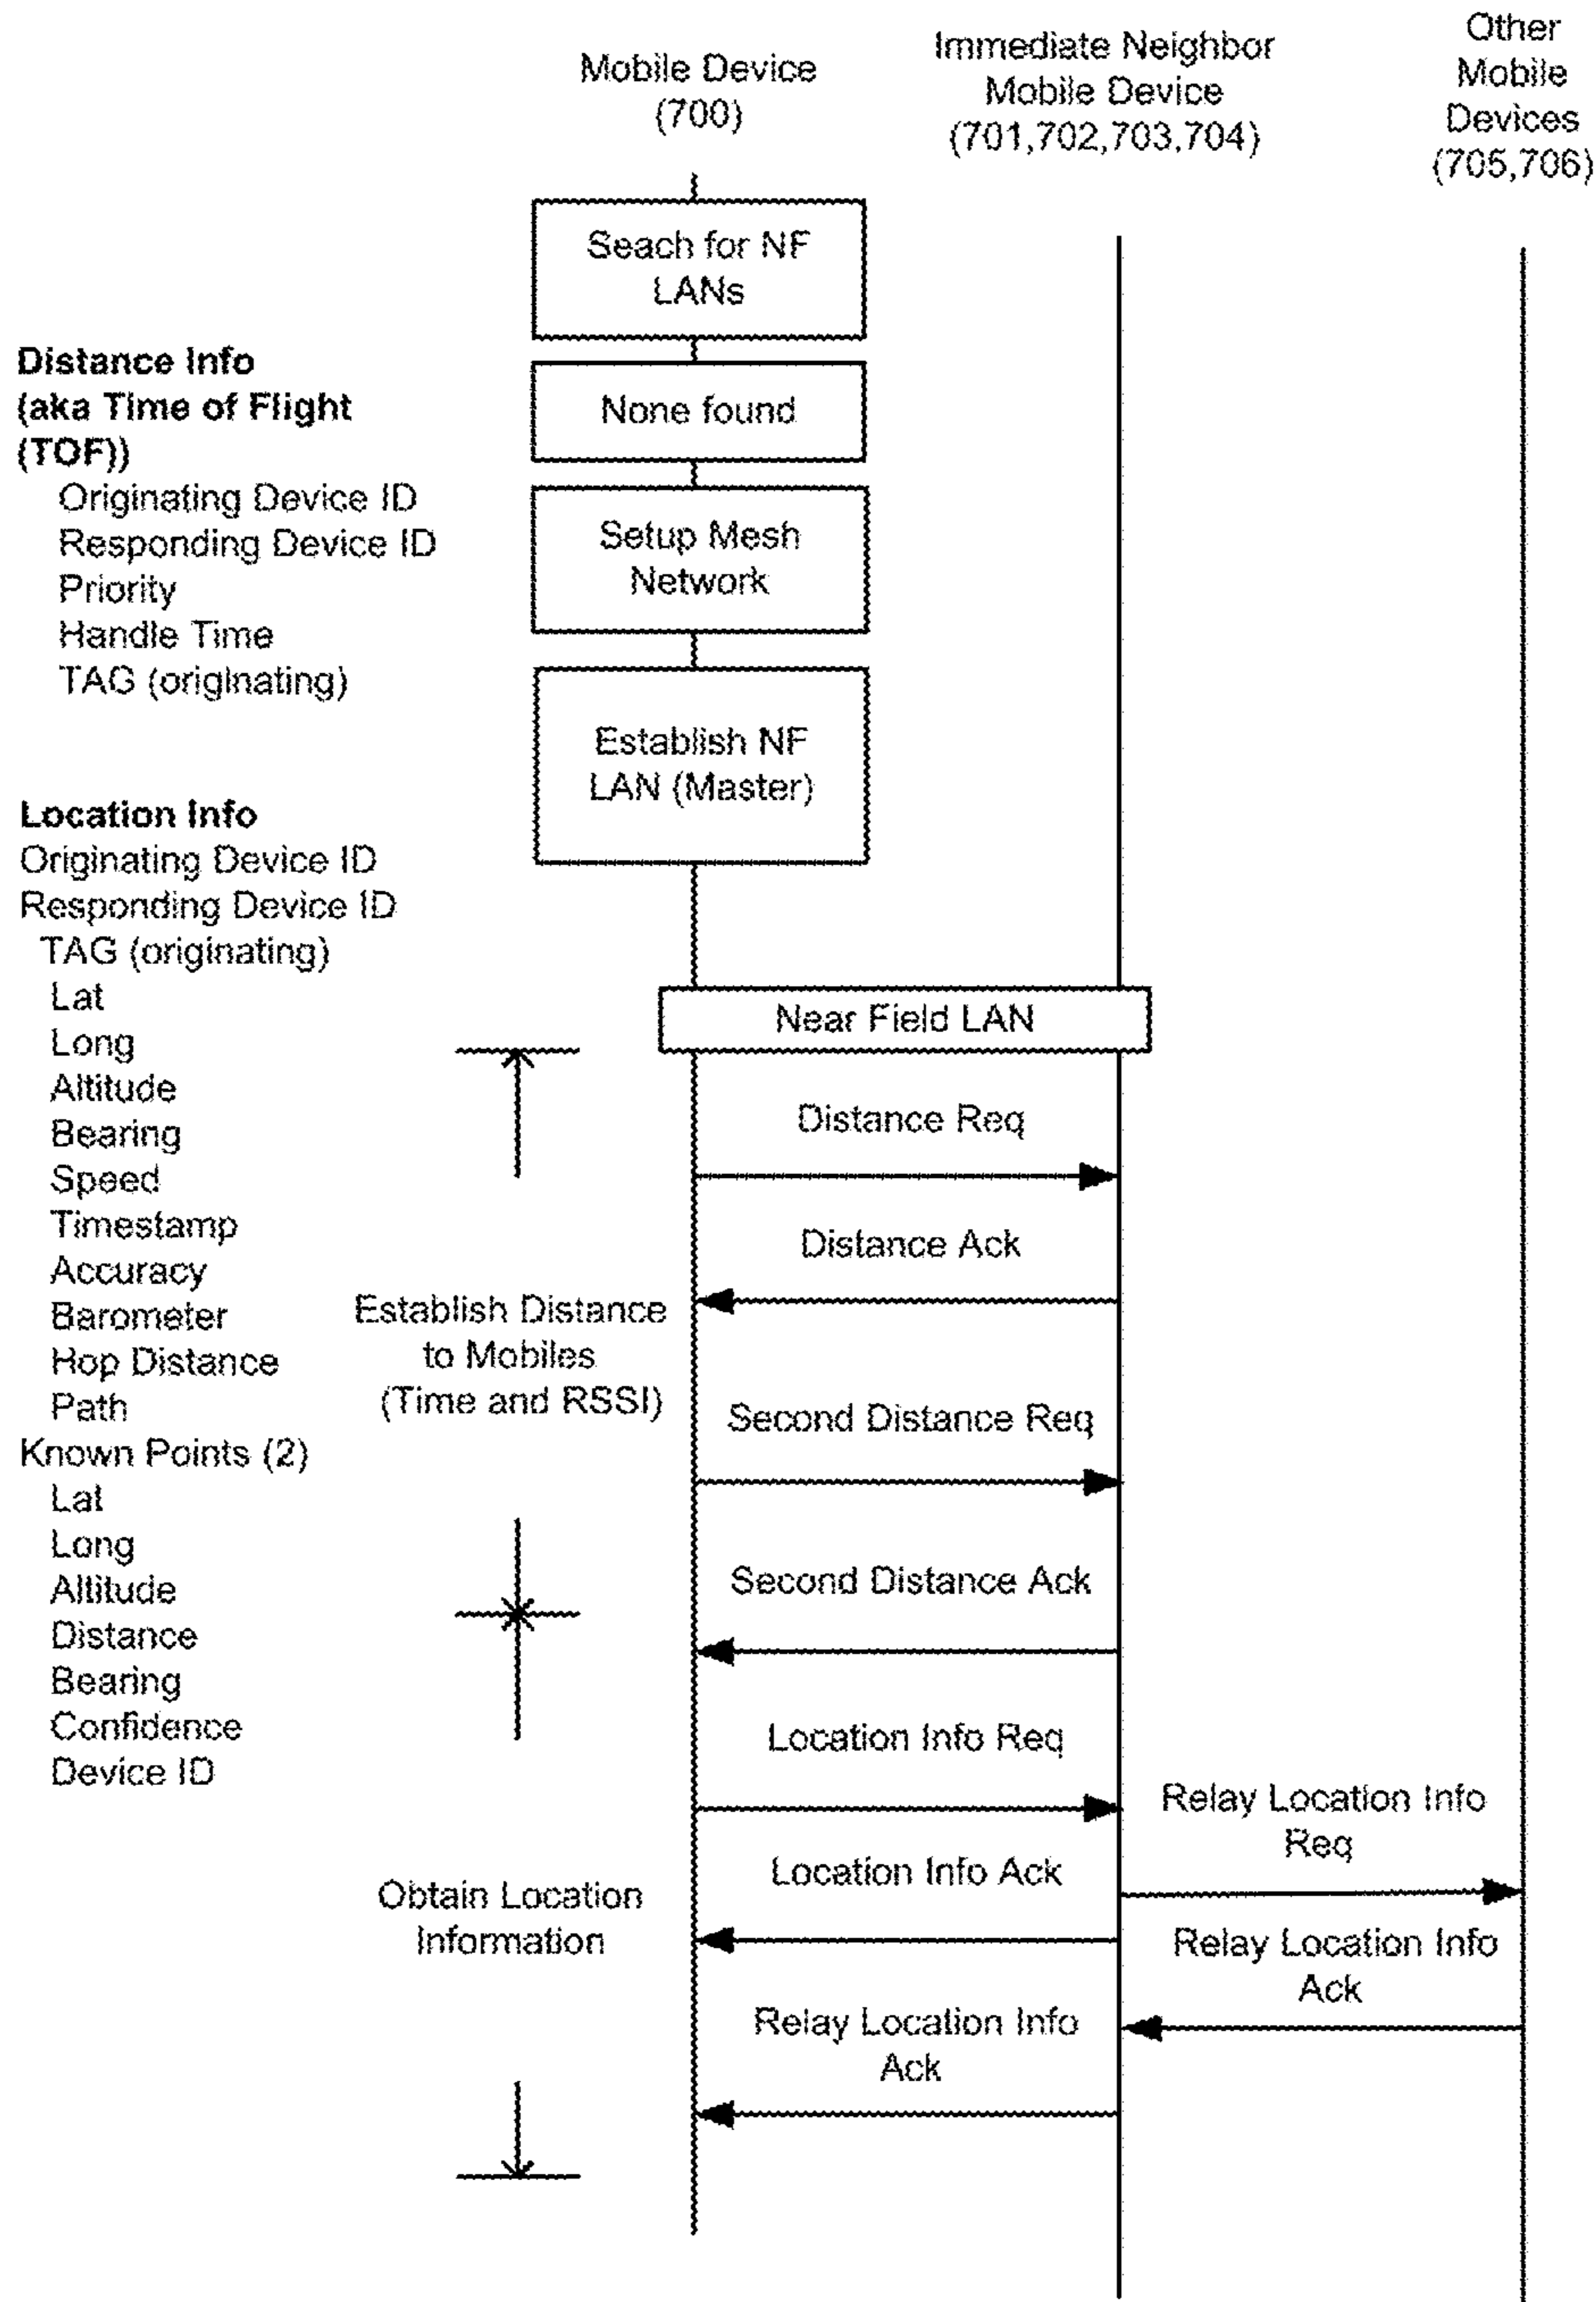 Mobile Device
(700)
Immediate Neighbor
Mobile Device
(701,702,703,704)
Other
Mobile
Devices
(705,706)
Seach for NF
LANs
None found
Setup Mesh
Network
Establish NF
LAN (Master)
Distance Info
(aka Time of Flight
(TOF))
Originating Device ID
Responding Device ID
Priority
Handle Time
TAG (originating)
Location Info
Originating Device ID
Responding Device ID
TAG (originating)
Lat
Long
Altitude
Bearing
Speed
Timestamp
Accuracy
Barometer
Hop Distance
Path
Known Points (2)
Lat
Long
Altitude
Distance
Bearing
Confidence
Device ID
Near Field LAN
Distance Req
Distance Ack
Establish Distance
to Mobiles
(Time and RSSI)
Second Distance Req
Second Distance Ack
Location Info Req
Relay Location Info
Req
Location Info Ack
Obtain Location
Information
Relay Location Info
Ack
Relay Location Info
Ack